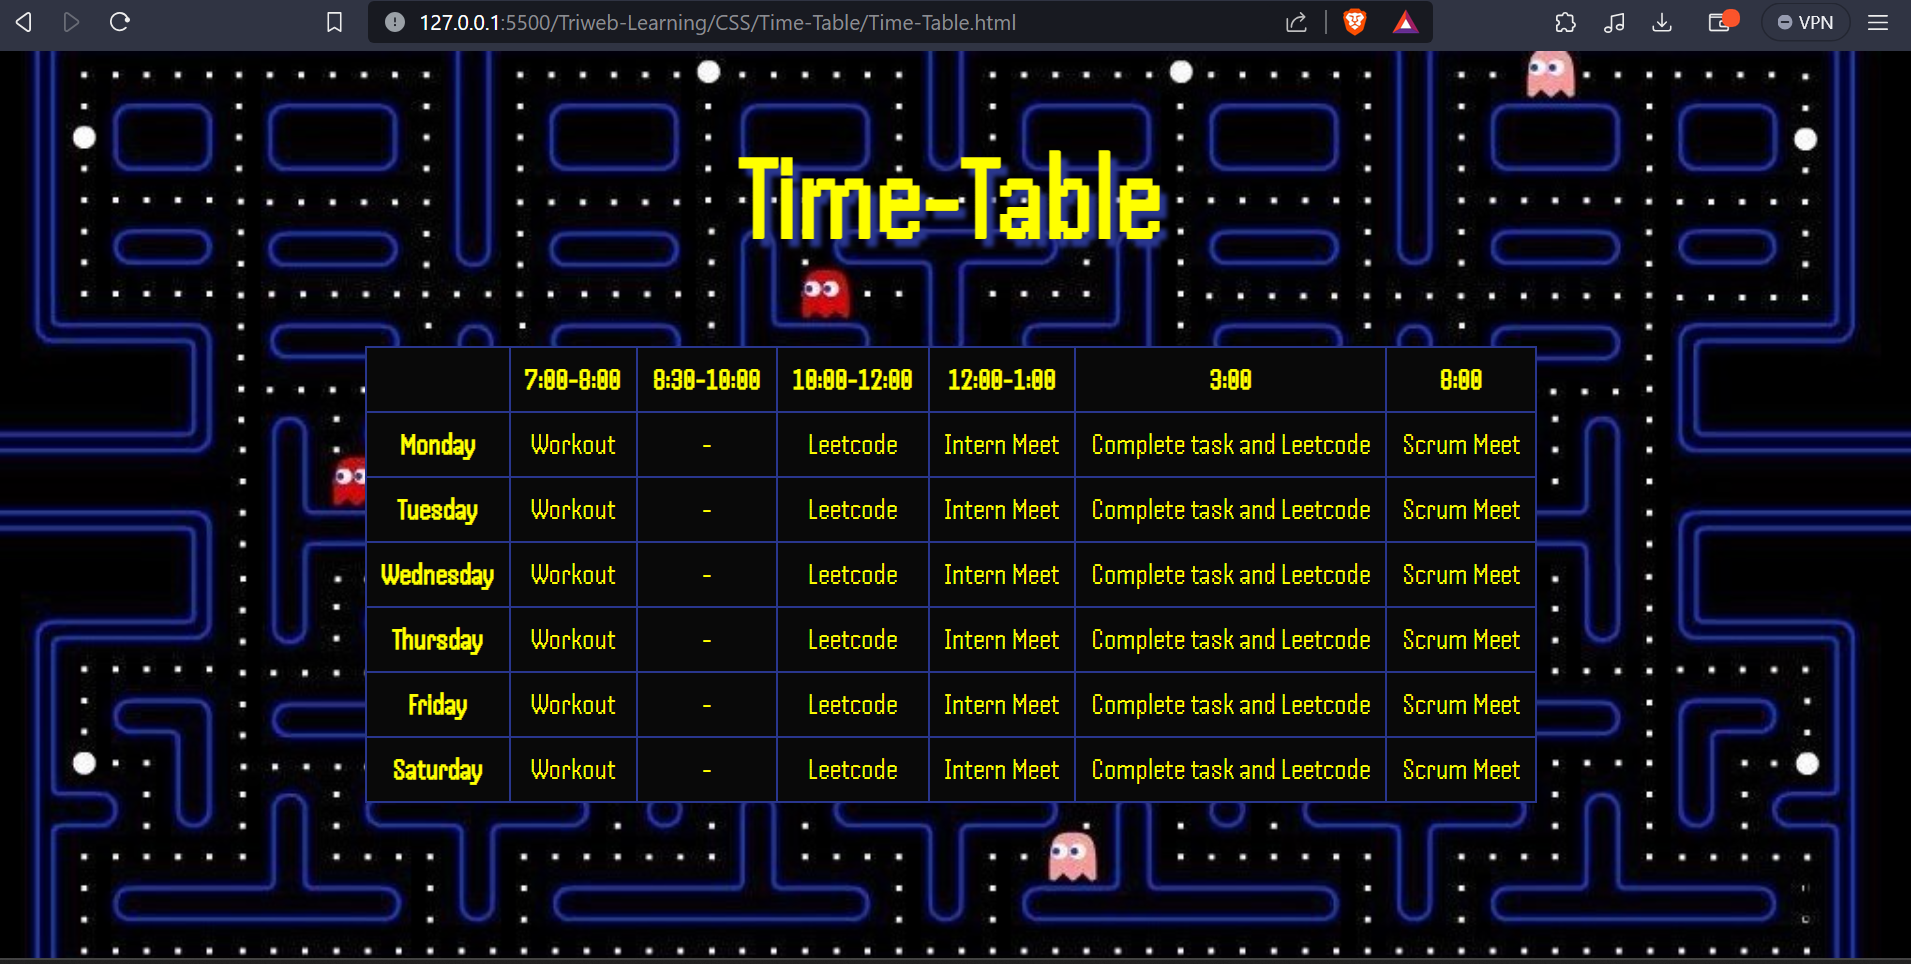 127.0.0.1:5500/Triweb-Learning/CSS/Time-Table/Time-Table.html VPN
Time-Table
7:00-8:00 8:30-10:00 10:00-12:00 12:00-1:00 3:00 8:00
Monday Workout - Leetcode Intern Meet Complete task and Leetcode Scrum Meet
Tuesday Workout - Leetcode Intern Meet Complete task and Leetcode Scrum Meet
Wednesday Workout - Leetcode Intern Meet Complete task and Leetcode Scrum Meet
Thursday Workout - Leetcode Intern Meet Complete task and Leetcode Scrum Meet
Friday Workout - Leetcode Intern Meet Complete task and Leetcode Scrum Meet
Saturday Workout - Leetcode Intern Meet Complete task and Leetcode Scrum Meet